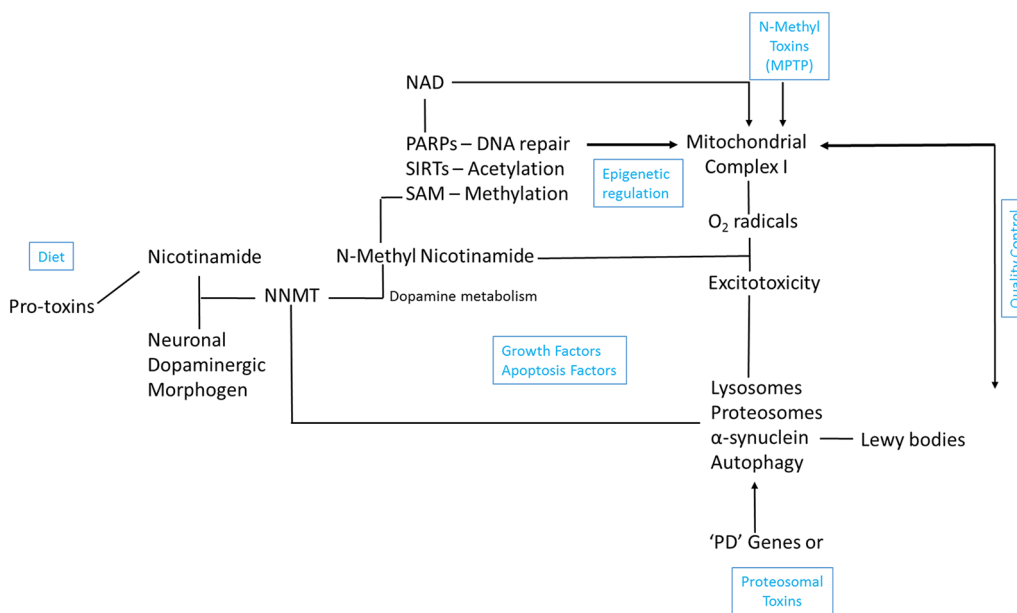 N-Methyl
Toxins
(MPTP)
NAD
PARPs – DNA repair
SIRTs – Acetylation
SAM – Methylation
Epigenetic
regulation
Mitochondrial
Complex I
O₂ radicals
Quality Control
Diet
Nicotinamide
N-Methyl Nicotinamide
Excitotoxicity
Pro-toxins
NNMT
Dopamine metabolism
Neuronal
Dopaminergic
Morphogen
Growth Factors
Apoptosis Factors
Lysosomes
Proteosomes
α-synuclein
Autophagy
Lewy bodies
‘PD’ Genes or
Proteosomal
Toxins